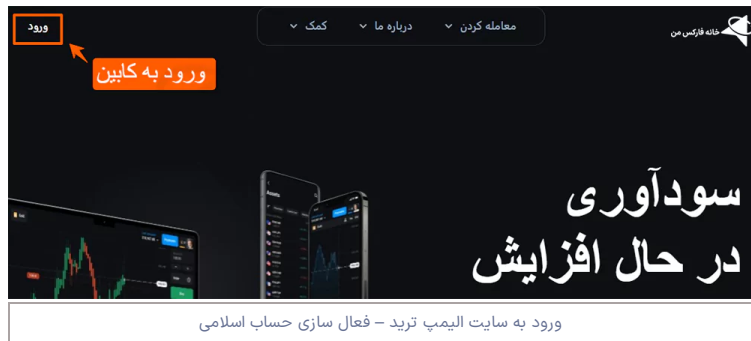 خانه فارکس من
معامله کردن
درباره ما
کمک
ورود
ورود به کابین
سودآوری
در حال افزایش
Assets
ورود به سایت الیمپ ترید – فعال سازی حساب اسلامی